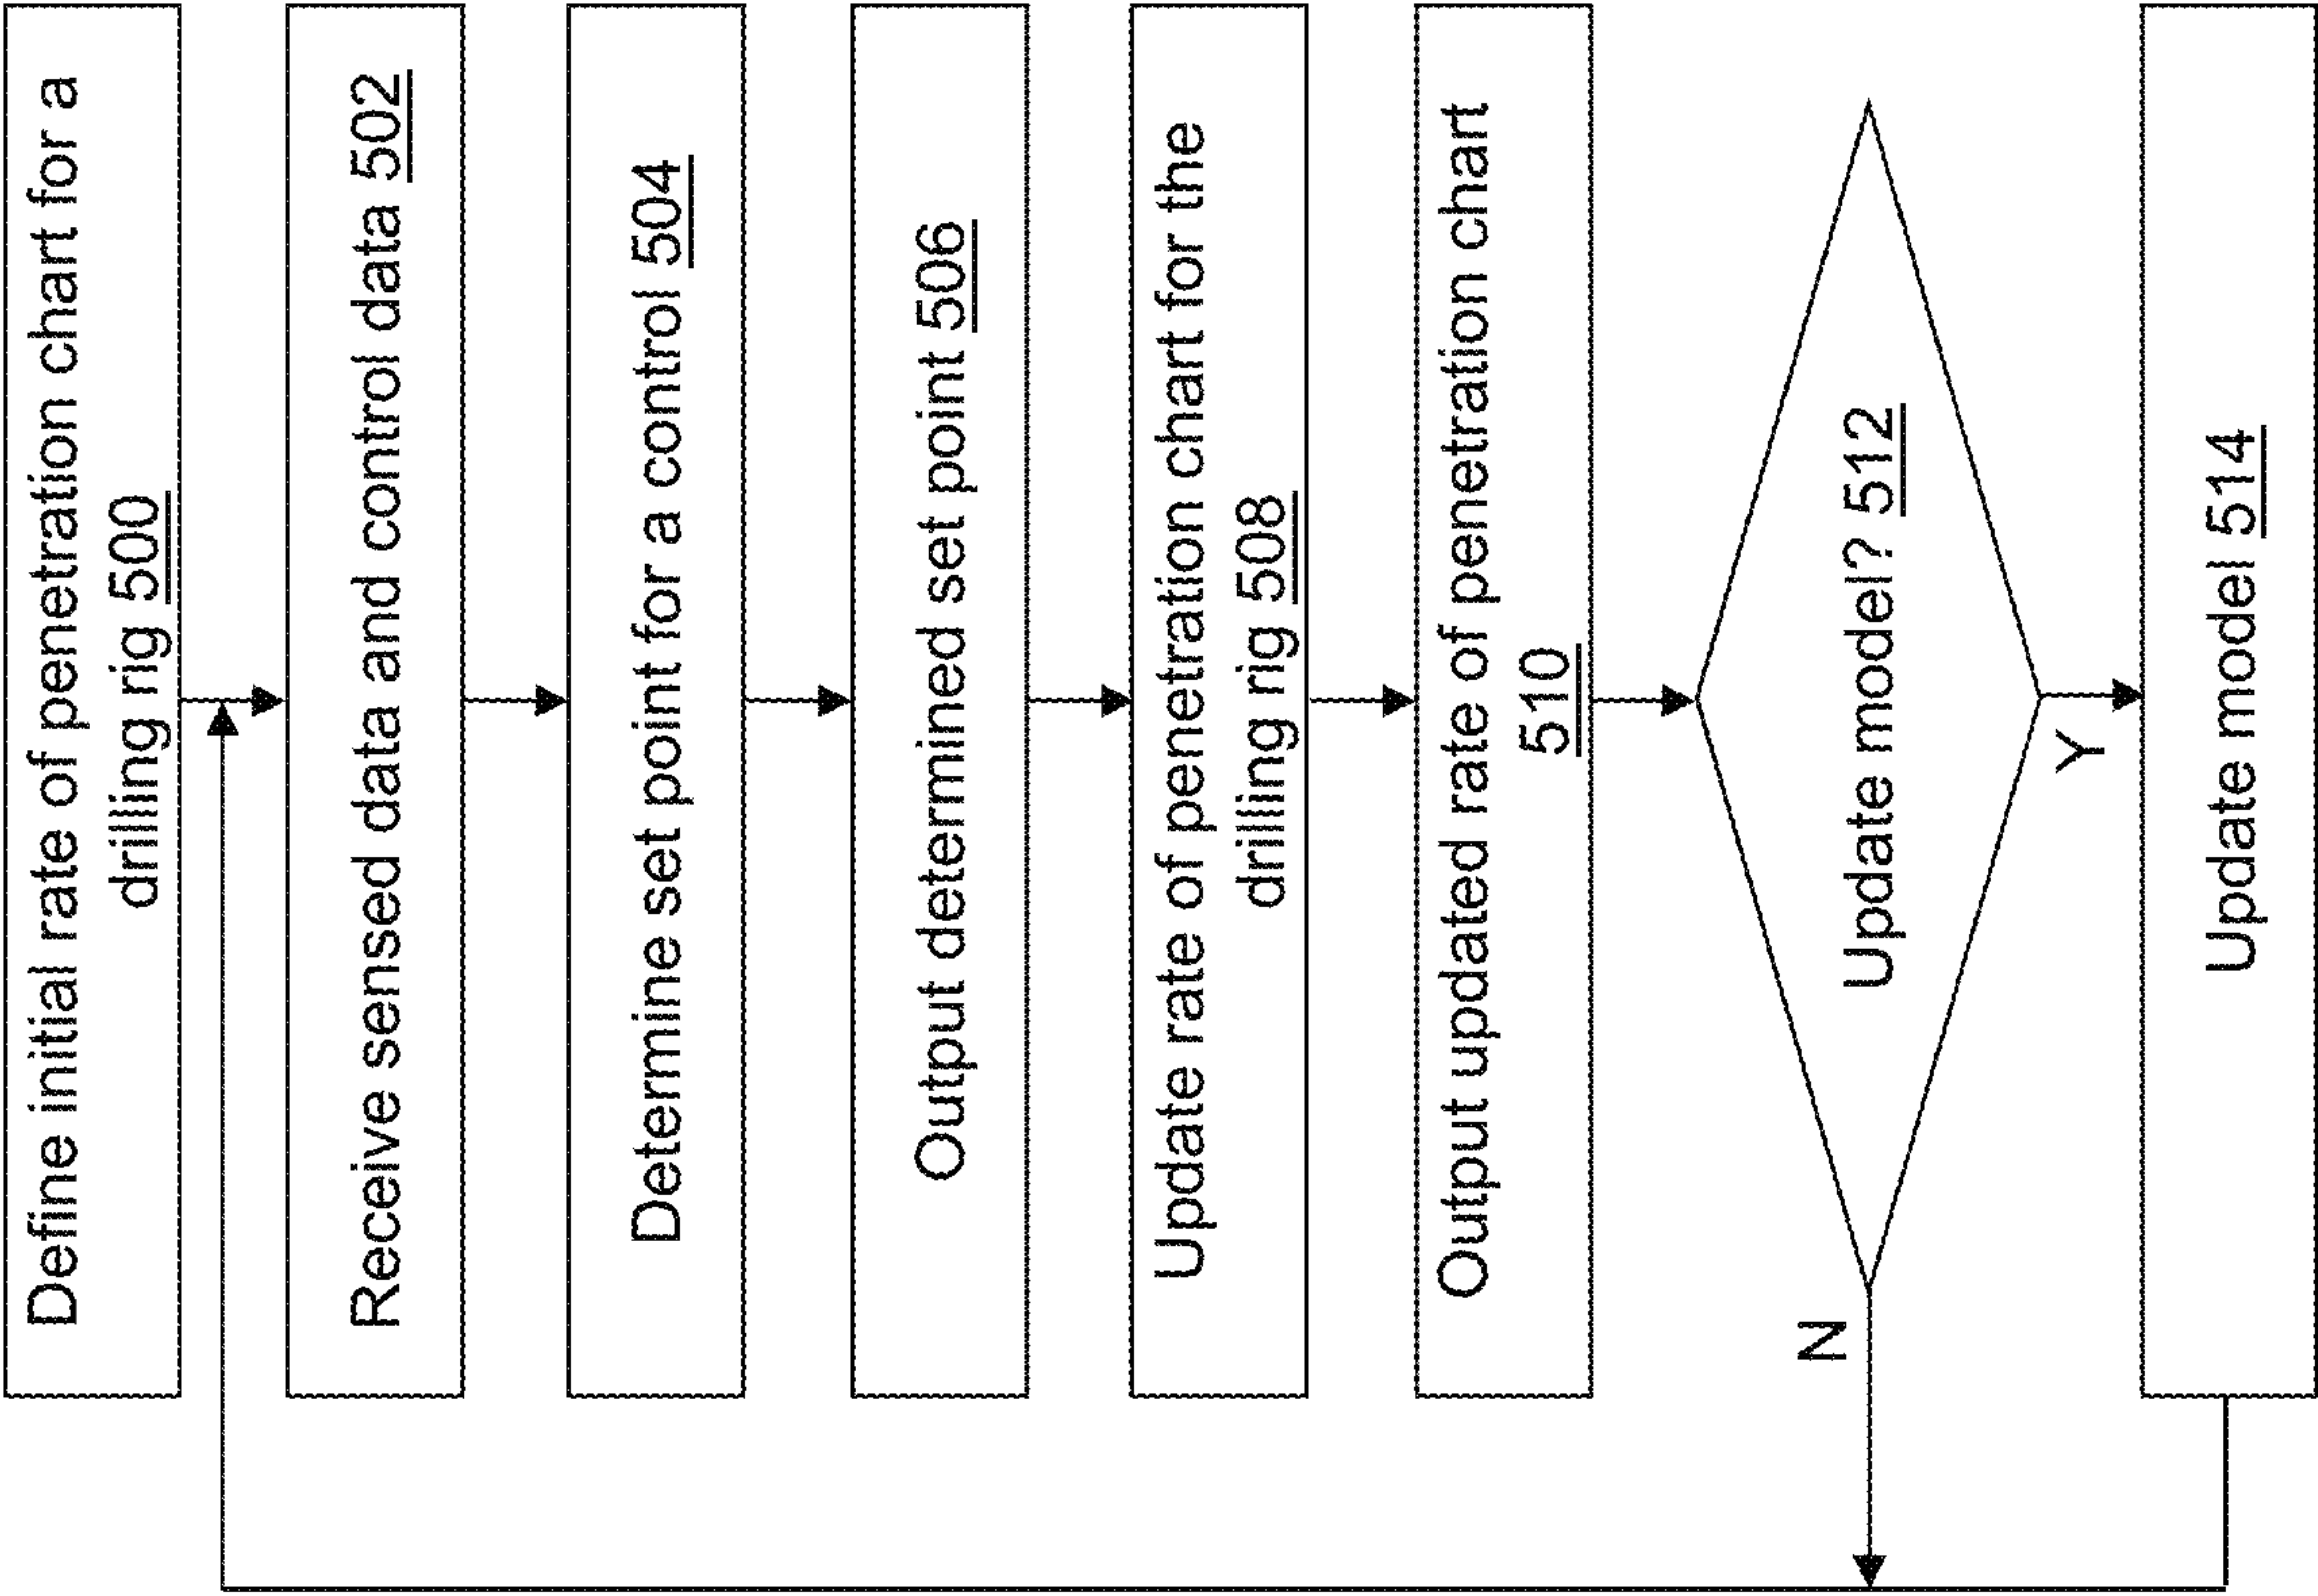 Define initial rate of penetration chart for a
drilling rig 500
Receive sensed data and control data 502
Determine set point for a control 504
Output determined set point 506
Update rate of penetration chart for the
drilling rig 508
Output updated rate of penetration chart
510
Update model? 512
N
Y
Update model 514